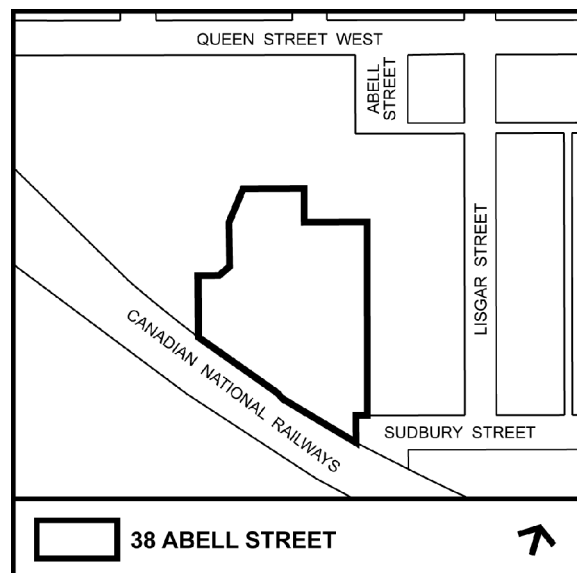 QUEEN STREET WEST
ABELL
STREET
LISGAR STREET
CANADIAN NATIONAL RAILWAYS
SUDBURY STREET
38 ABELL STREET